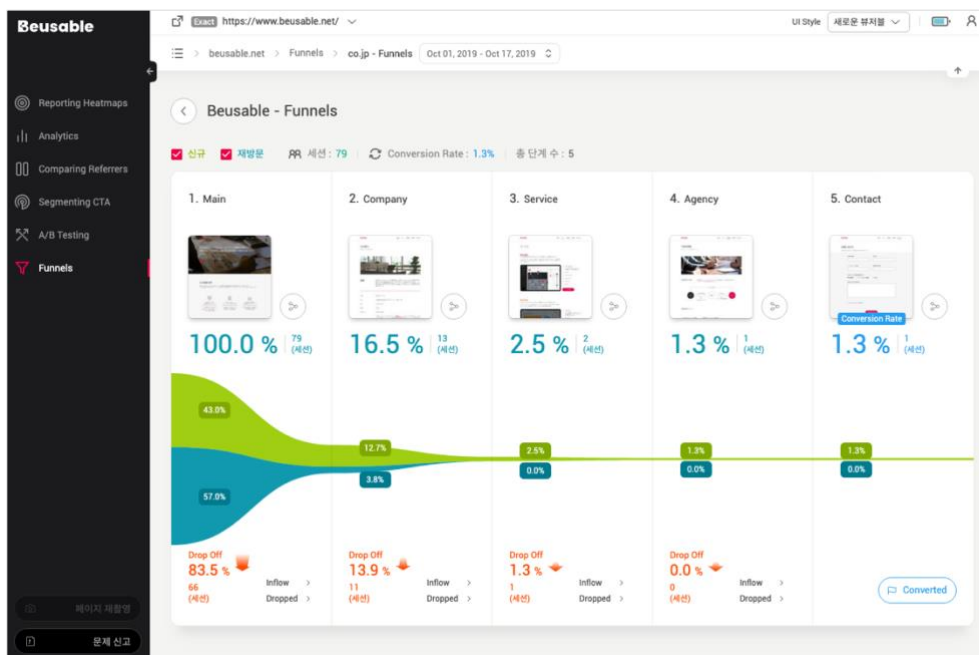 Beusable
Exact https://www.beusable.net/
UI Style 새로운 뷰저블
beusable.net > Funnels > co.jp - Funnels Oct 01, 2019 - Oct 17, 2019
Reporting Heatmaps
Analytics
Comparing Referrers
Segmenting CTA
A/B Testing
Funnels
페이지 재촬영
문제 신고
Beusable - Funnels
신규 재방문 세션 : 79 Conversion Rate : 1.3% 총 단계 수 : 5
1. Main
100.0 % 79 (세션)
43.0%
57.0%
Drop Off
83.5 %
66
(세션)
Inflow >
Dropped >
2. Company
16.5 % 13 (세션)
12.7%
3.8%
Drop Off
13.9 %
11
(세션)
Inflow >
Dropped >
3. Service
2.5 % 2 (세션)
2.5%
0.0%
Drop Off
1.3 %
1
(세션)
Inflow >
Dropped >
4. Agency
1.3 % 1 (세션)
1.3%
0.0%
Drop Off
0.0 %
0
(세션)
Inflow >
Dropped >
5. Contact
Conversion Rate
1.3 % 1 (세션)
1.3%
0.0%
Converted